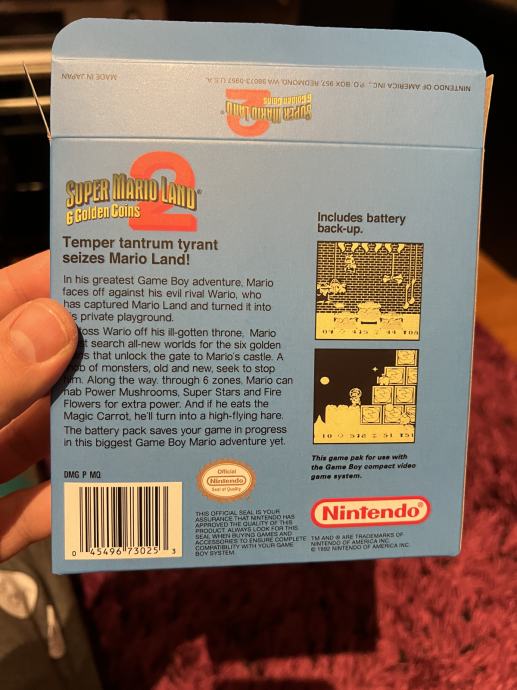 NINTENDO OF AMERICA INC., P.O. BOX 957, REDMOND, WA 98073-0957 U.S.A.
MADE IN JAPAN
SUPER MARIO LAND
2
6 Golden Coins
SUPER MARIO LAND®
2
6 Golden Coins
Temper tantrum tyrant
seizes Mario Land!
In his greatest Game Boy adventure, Mario
faces off against his evil rival Wario, who
has captured Mario Land and turned it into
private playground.
toss Wario off his ill-gotten throne, Mario
search all-new worlds for the six golden
that unlock the gate to Mario's castle. A
of monsters, old and new, seek to stop
him. Along the way, through 6 zones, Mario can
nab Power Mushrooms, Super Stars and Fire
Flowers for extra power. And if he eats the
Magic Carrot, he'll turn into a high-flying hare.
The battery pack saves your game in progress
in this biggest Game Boy Mario adventure yet.
Includes battery
back-up.
This game pak for use with
the Game Boy compact video
game system.
DMG P MQ
0 45496 73025 3
Official
Nintendo
Seal of Quality
THIS OFFICIAL SEAL IS YOUR
ASSURANCE THAT NINTENDO HAS
APPROVED THE QUALITY OF THIS
PRODUCT. ALWAYS LOOK FOR THIS
SEAL WHEN BUYING GAMES AND
ACCESSORIES TO ENSURE COMPLETE
COMPATIBILITY WITH YOUR GAME
BOY SYSTEM.
Nintendo®
TM AND ® ARE TRADEMARKS OF
NINTENDO OF AMERICA INC.
© 1992 NINTENDO OF AMERICA INC.